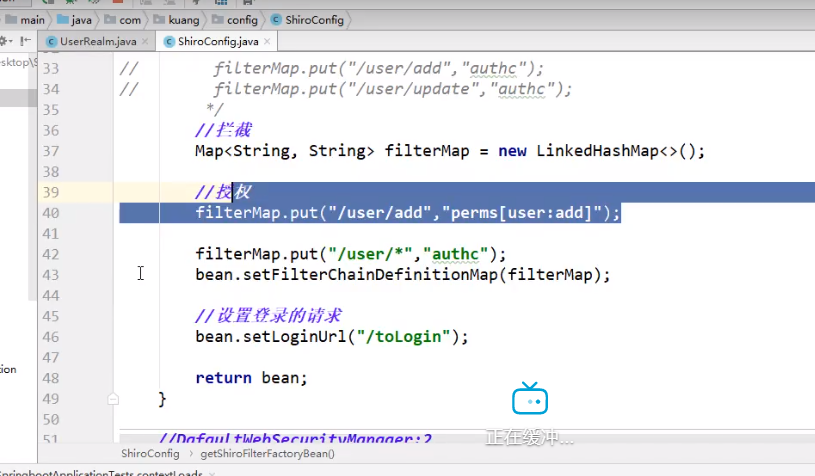 main java com kuang config ShiroConfig
UserRealm.java × ShiroConfig.java ×
33 // filterMap.put("/user/add","authc");
34 // filterMap.put("/user/update","authc");
35 */
36 //拦截
37 Map<String, String> filterMap = new LinkedHashMap<>();
38
39 //授权
40 filterMap.put("/user/add","perms[user:add]");
41
42 filterMap.put("/user/*","authc");
43 bean.setFilterChainDefinitionMap(filterMap);
44
45 //设置登录的请求
46 bean.setLoginUrl("/toLogin");
47
48 return bean;
49 }
50
51 //DafaultWebSecurityManager:2
正在缓冲...
ShiroConfig › getShiroFilterFactoryBean()
SpringbootApplicationTests.contextLoads ×